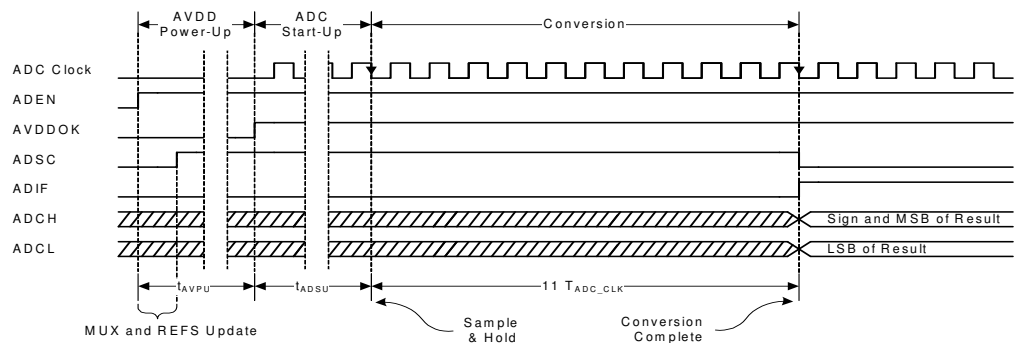 AVDD
Power-Up
ADC
Start-Up
Conversion
ADC Clock
ADEN
AVDDOK
ADSC
ADIF
ADCH
Sign and MSB of Result
ADCL
LSB of Result
tAVPU
tADSU
11 TADC_CLK
MUX and REFS Update
Sample
& Hold
Conversion
Complete